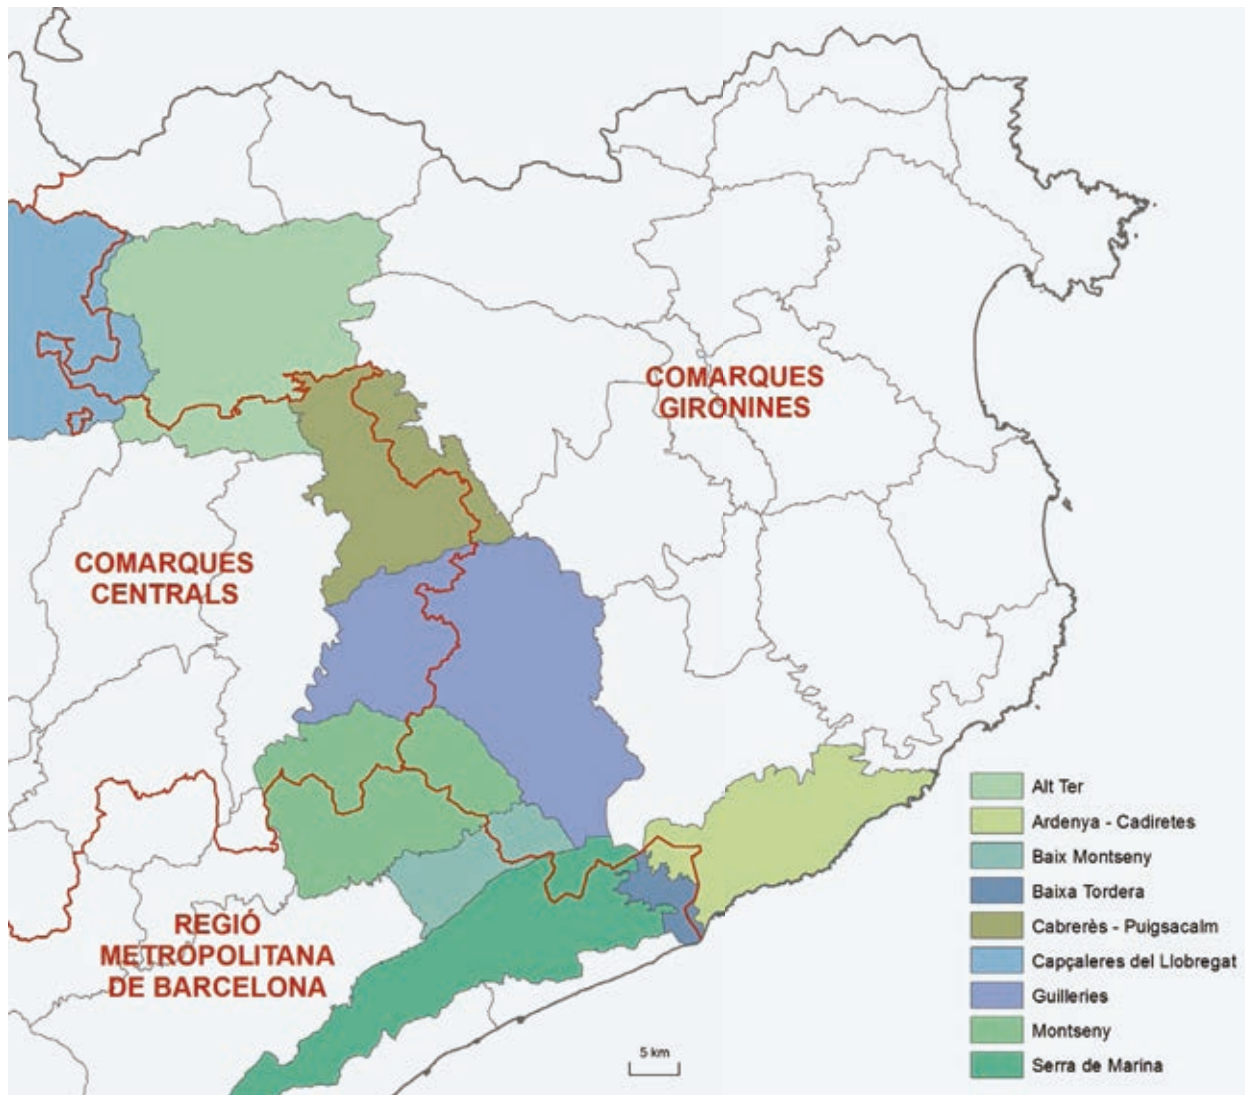 COMARQUES
GIRONINES
COMARQUES
CENTRALS
REGIÓ
METROPOLITANA
DE BARCELONA
5 km
Alt Ter
Ardenya - Cadiretes
Baix Montseny
Baixa Tordera
Cabrerès - Puigsacalm
Capçaleres del Llobregat
Guilleries
Montseny
Serra de Marina